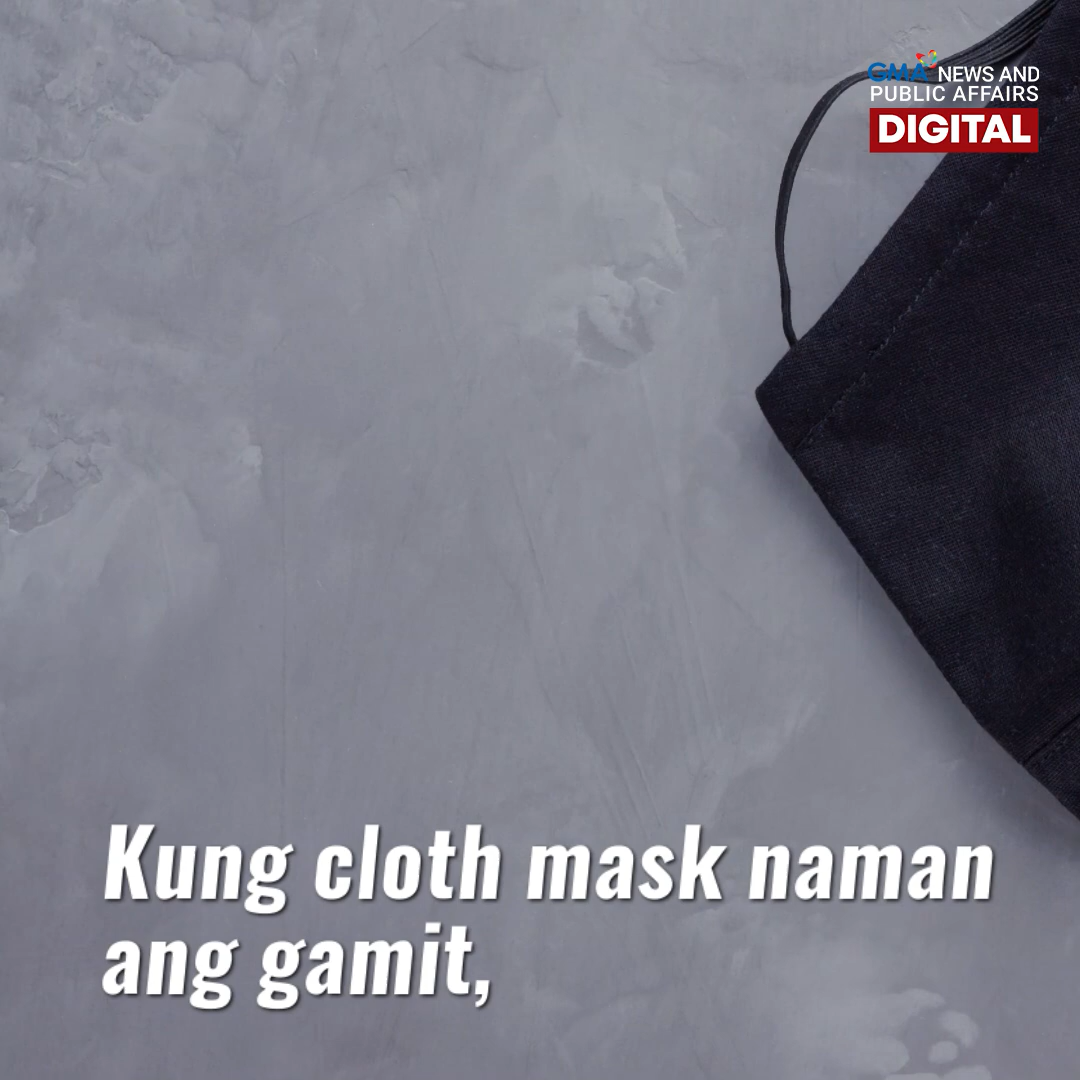 GMA NEWS AND
PUBLIC AFFAIRS
DIGITAL
Kung cloth mask naman
ang gamit,